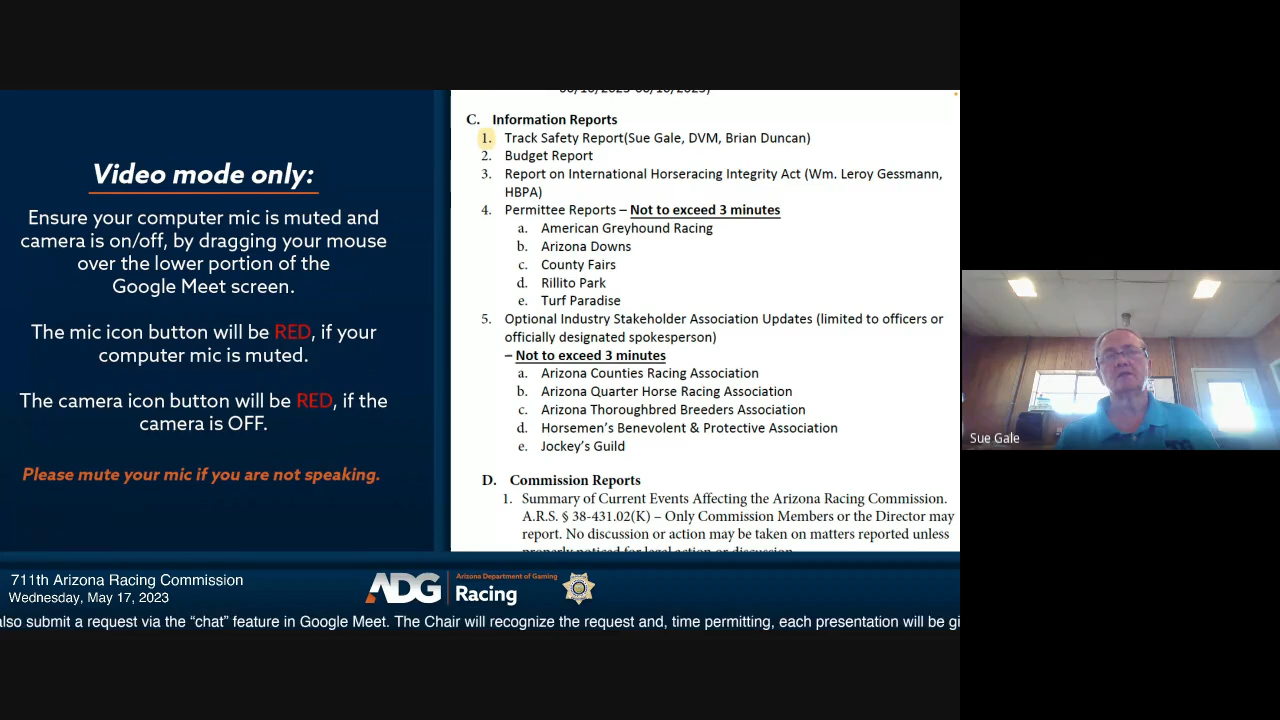 Video mode only:
Ensure your computer mic is muted and
camera is on/off, by dragging your mouse
over the lower portion of the
Google Meet screen.
The mic icon button will be RED, if your
computer mic is muted.
The camera icon button will be RED, if the
camera is OFF.
Please mute your mic if you are not speaking.
C. Information Reports
1. Track Safety Report(Sue Gale, DVM, Brian Duncan)
2. Budget Report
3. Report on International Horseracing Integrity Act (Wm. Leroy Gessmann,
HBPA)
4. Permittee Reports – Not to exceed 3 minutes
a. American Greyhound Racing
b. Arizona Downs
c. County Fairs
d. Rillito Park
e. Turf Paradise
5. Optional Industry Stakeholder Association Updates (limited to officers or
officially designated spokesperson)
– Not to exceed 3 minutes
a. Arizona Counties Racing Association
b. Arizona Quarter Horse Racing Association
c. Arizona Thoroughbred Breeders Association
d. Horsemen's Benevolent & Protective Association
e. Jockey's Guild
D. Commission Reports
1. Summary of Current Events Affecting the Arizona Racing Commission.
A.R.S. § 38-431.02(K) – Only Commission Members or the Director may
report. No discussion or action may be taken on matters reported unless
properly noticed for legal action or discussion.
Sue Gale
711th Arizona Racing Commission
Wednesday, May 17, 2023
ADG
Arizona Department of Gaming
Racing
also submit a request via the “chat” feature in Google Meet. The Chair will recognize the request and, time permitting, each presentation will be gi